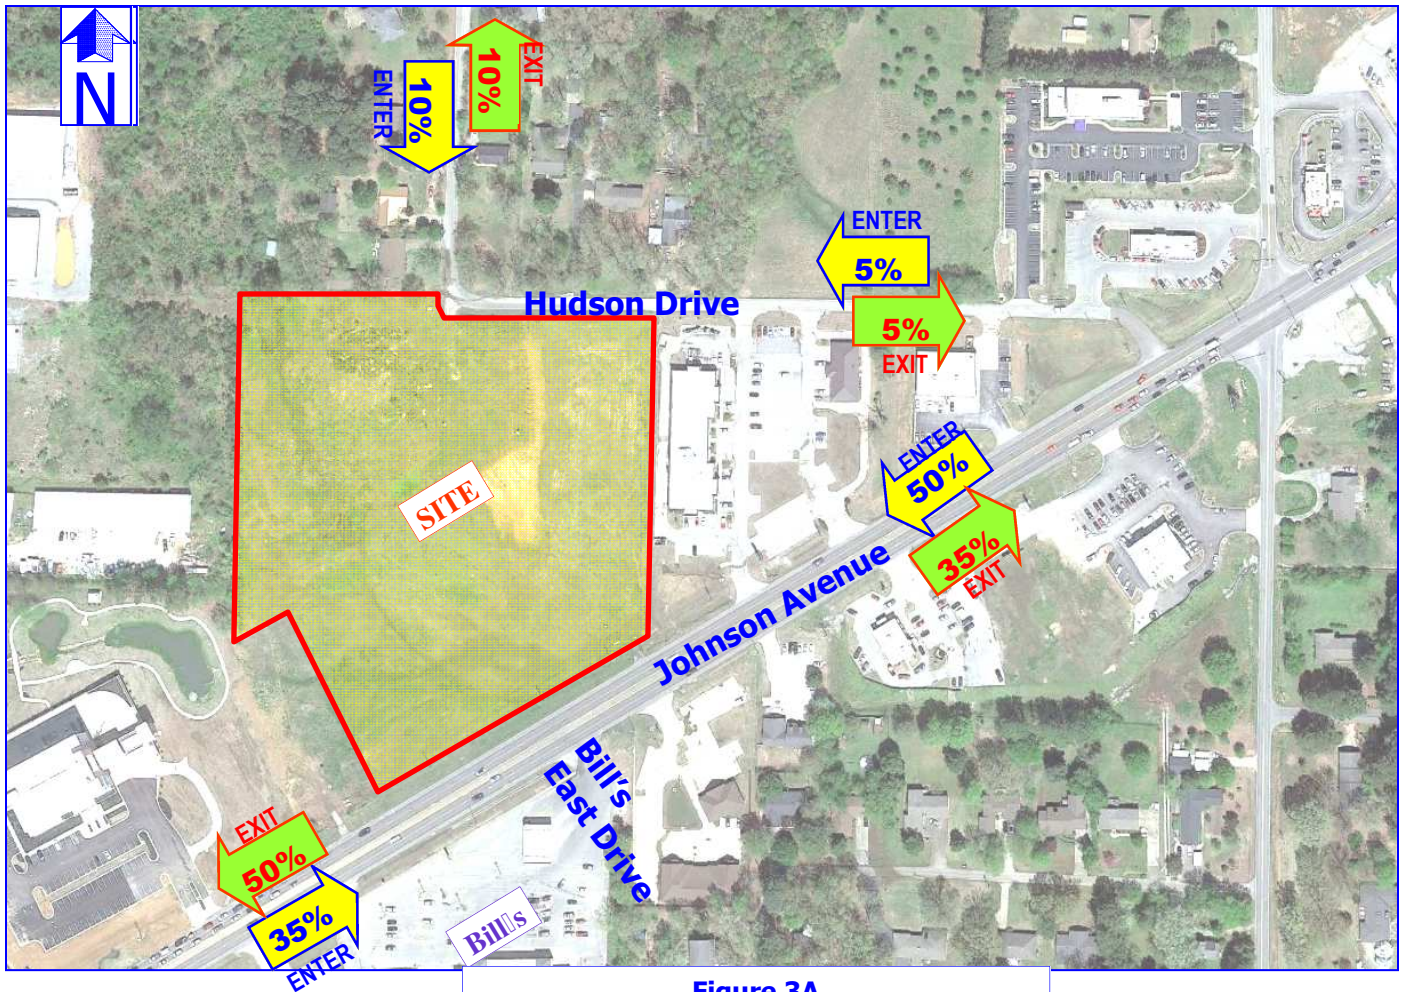 N
ENTER
10%
10%
EXIT
ENTER
5%
5%
EXIT
Hudson Drive
SITE
ENTER
50%
35%
EXIT
Johnson Avenue
Bill's
East Drive
EXIT
50%
35%
ENTER
Bill▯s
Figure 3A